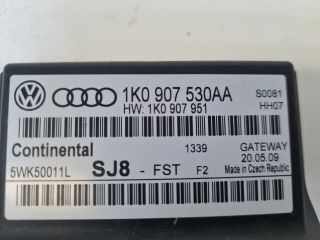 1K0 907 530AA S0081
HW: 1K0 907 951 HH07
Continental 1339 GATEWAY
20.05.09
5WK50011L SJ8 - FST F2 Made in Czech Republic